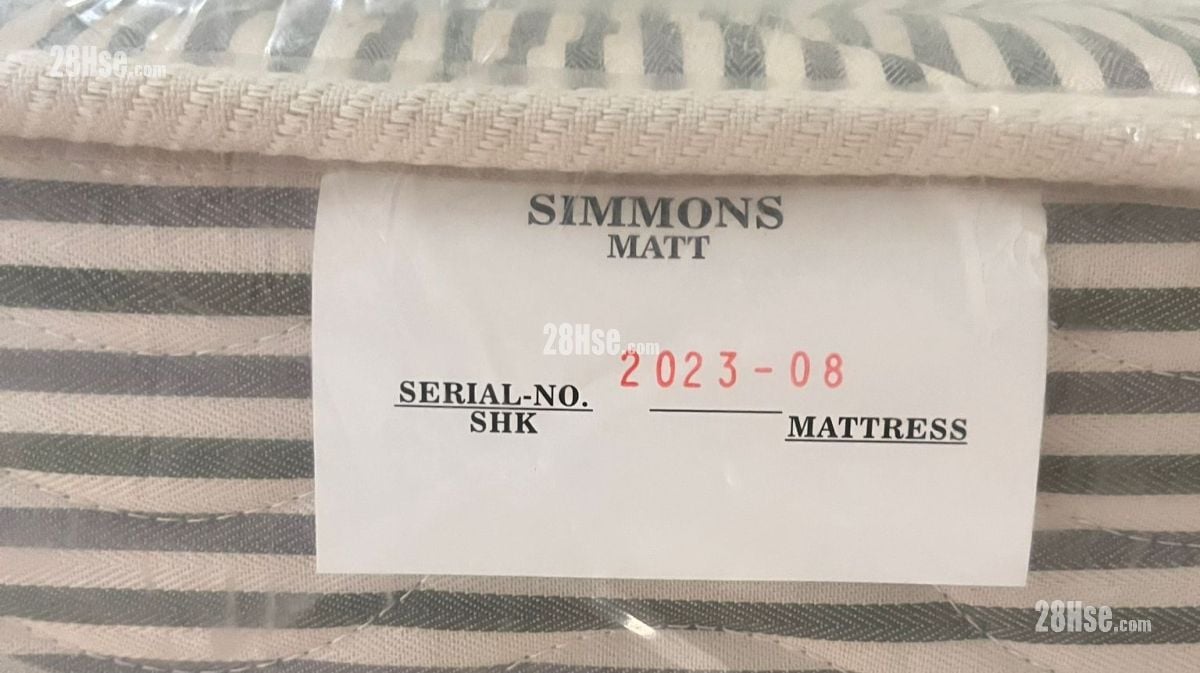 28Hse.com
SIMMONS
MATT
28Hse.com
2023-08
SERIAL-NO.
SHK
MATTRESS
28Hse.com